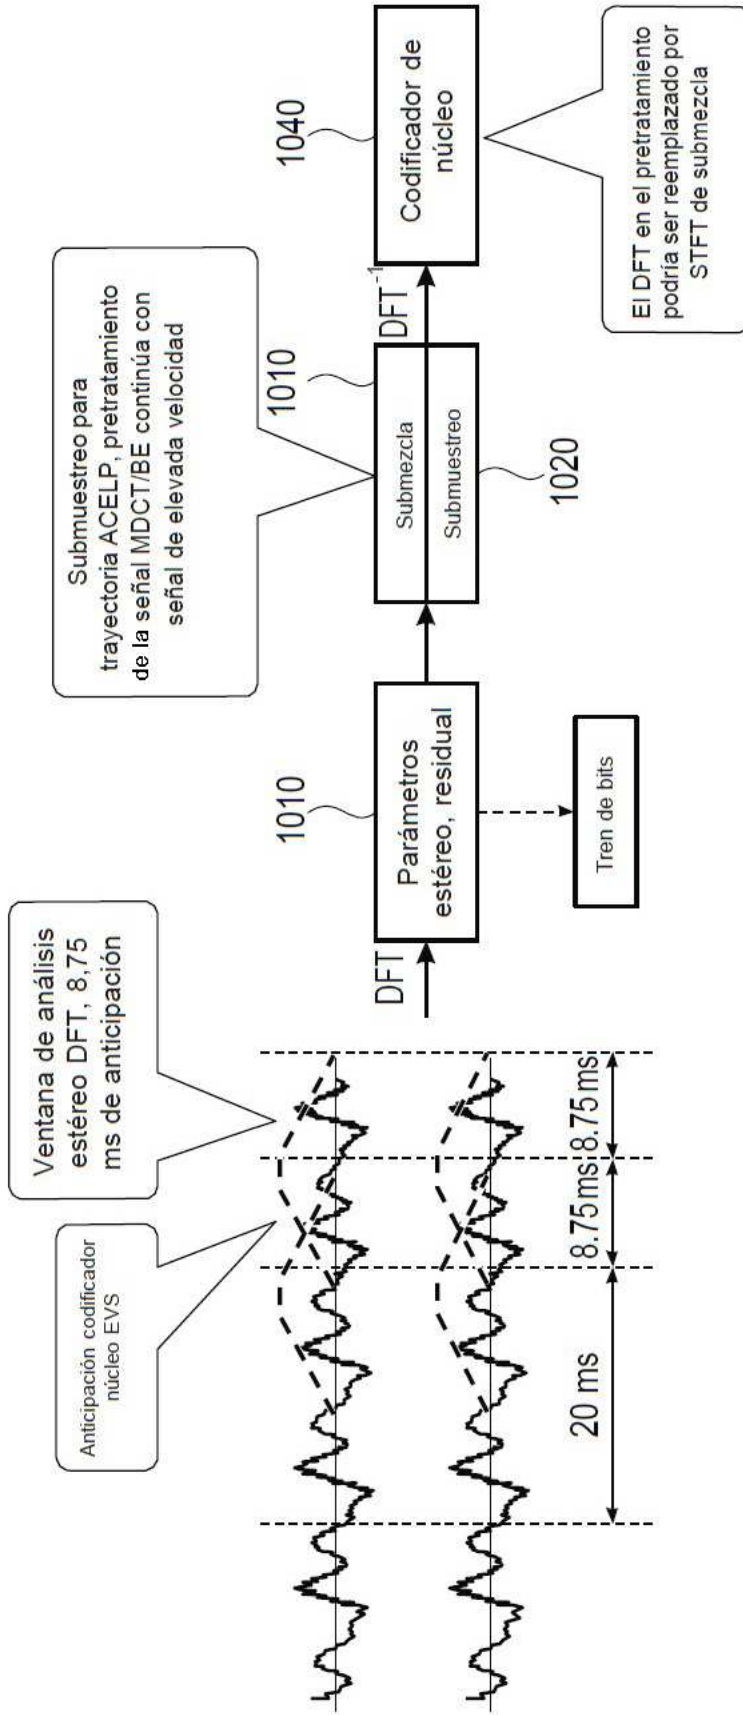 Anticipación codificador
núcleo EVS
Ventana de análisis
estéreo DFT, 8,75
ms de anticipación
20 ms
8.75ms
8.75ms
DFT
1010
Parámetros
estéreo, residual
Tren de bits
Submuestreo para
trayectoria ACELP, pretratamiento
de la señal MDCT/BE continúa con
señal de elevada velocidad
1010
Submezcla
Submuestreo
1020
DFT-1
1040
Codificador de
núcleo
El DFT en el pretratamiento
podría ser reemplazado por
STFT de submezcla